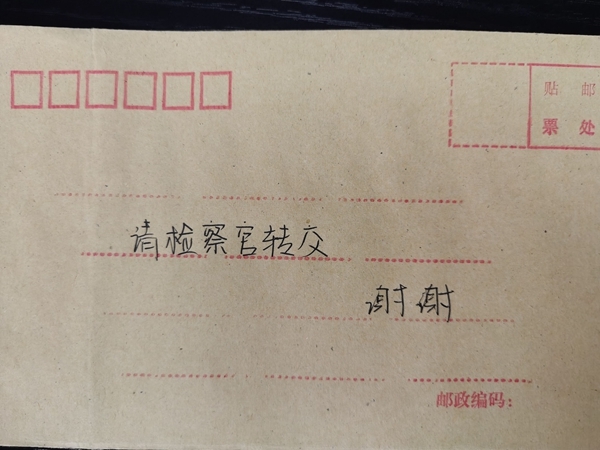 贴 邮
票 处
请检察官转交
谢谢
邮政编码: